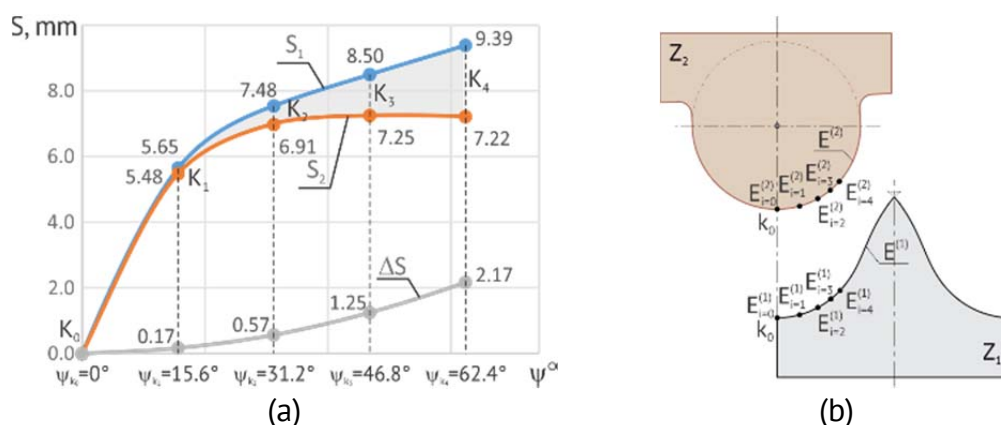 S, mm
10.0
8.0
6.0
4.0
2.0
0.0
S₁
S₂
ΔS
5.65
7.48
8.50
9.39
5.48
6.91
7.25
7.22
0.17
0.57
1.25
2.17
K₀
K₁
K₂
K₃
K₄
ψₖ₀=0° ψₖ₁=15.6° ψₖ₂=31.2° ψₖ₃=46.8° ψₖ₄=62.4° ψ°
(a)
Z₂
E⁽²⁾
E⁽²⁾ᵢ₌₀ E⁽²⁾ᵢ₌₁ E⁽²⁾ᵢ₌₃ E⁽²⁾ᵢ₌₄
k₀ E⁽²⁾ᵢ₌₂
E⁽¹⁾
E⁽¹⁾ᵢ₌₀ E⁽¹⁾ᵢ₌₁ E⁽¹⁾ᵢ₌₃ E⁽¹⁾ᵢ₌₄
k₀ E⁽¹⁾ᵢ₌₂
Z₁
(b)